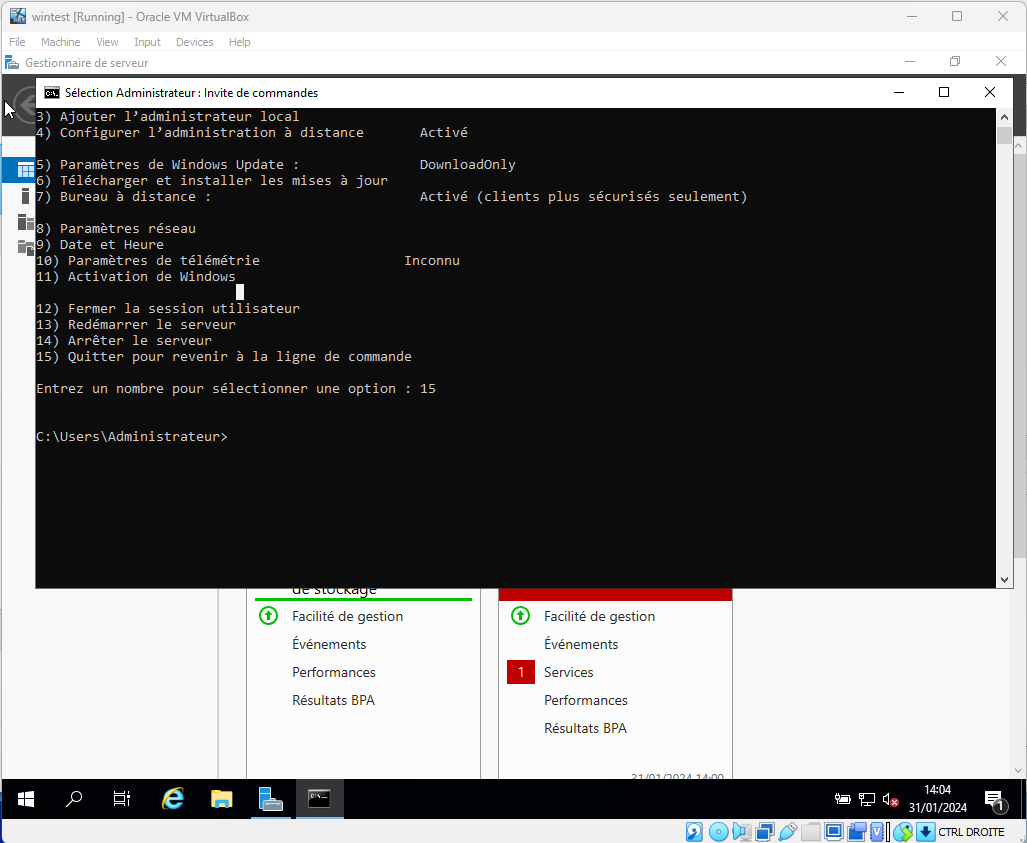 wintest [Running] - Oracle VM VirtualBox
File Machine View Input Devices Help
Gestionnaire de serveur
Sélection Administrateur : Invite de commandes
3) Ajouter l’administrateur local
4) Configurer l’administration à distance Activé
5) Paramètres de Windows Update : DownloadOnly
6) Télécharger et installer les mises à jour
7) Bureau à distance : Activé (clients plus sécurisés seulement)
8) Paramètres réseau
9) Date et Heure
10) Paramètres de télémétrie Inconnu
11) Activation de Windows
12) Fermer la session utilisateur
13) Redémarrer le serveur
14) Arrêter le serveur
15) Quitter pour revenir à la ligne de commande
Entrez un nombre pour sélectionner une option : 15
C:\Users\Administrateur>
de stockage
Facilité de gestion
Événements
Performances
Résultats BPA
Facilité de gestion
Événements
1 Services
Performances
Résultats BPA
31/01/2024 14:00
14:04
31/01/2024
1
CTRL DROITE